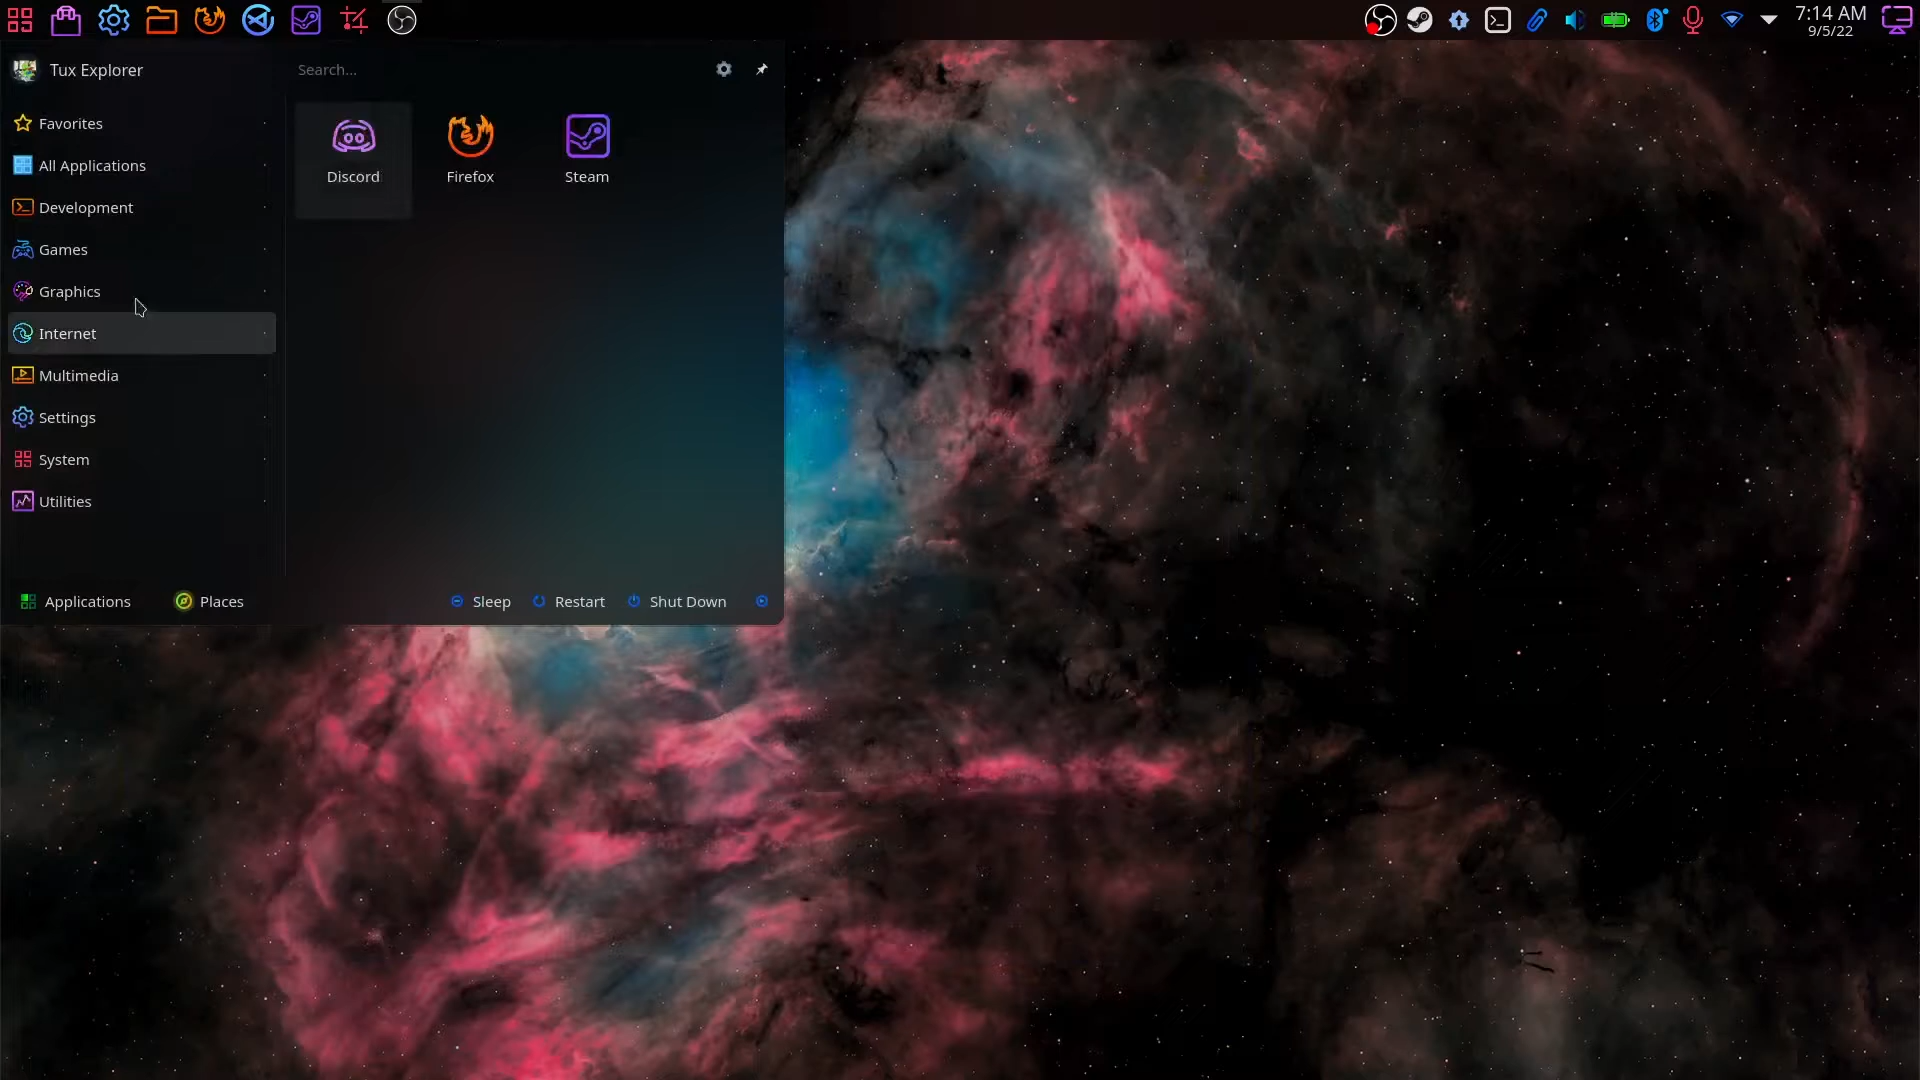 7:14 AM
9/5/22
Tux Explorer
Search...
Favorites
All Applications
Development
Games
Graphics
Internet
Multimedia
Settings
System
Utilities
Discord
Firefox
Steam
Applications
Places
Sleep
Restart
Shut Down